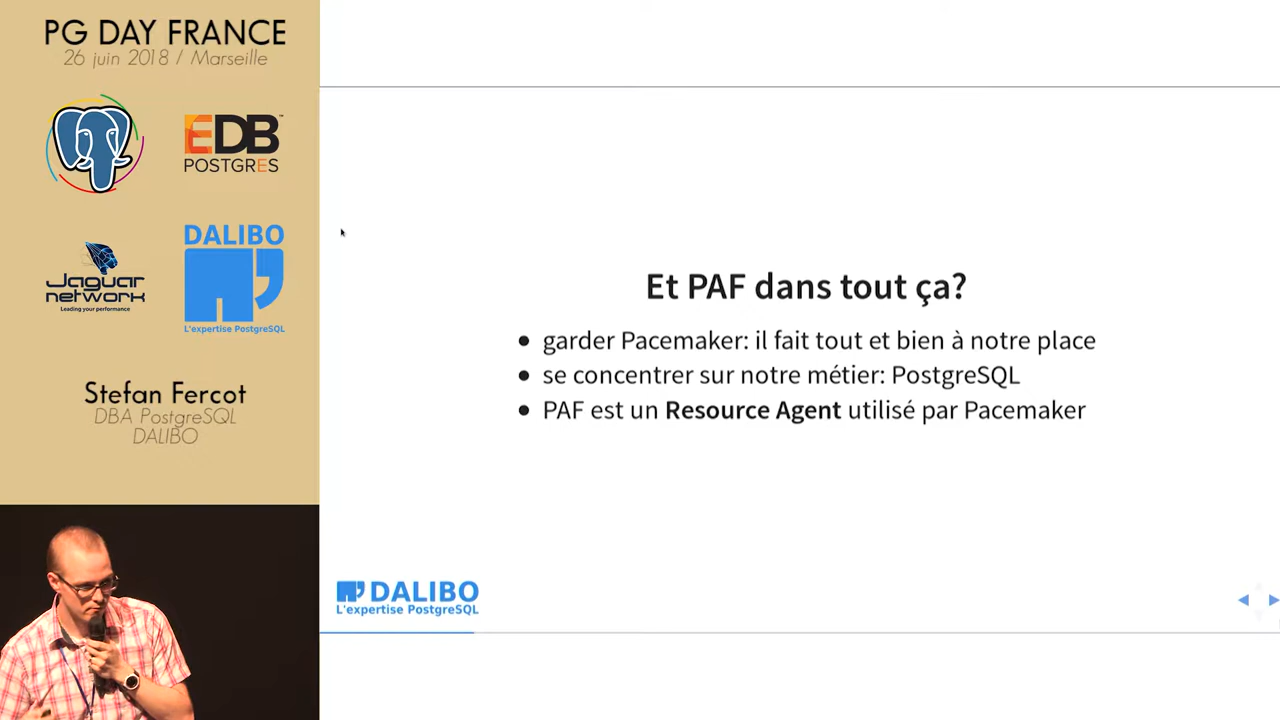 PG DAY FRANCE
26 juin 2018 / Marseille
EDB™
POSTGRES
Jaguar
network
Leading your performance
DALIBO
L'expertise PostgreSQL
Stefan Fercot
DBA PostgreSQL
DALIBO
Et PAF dans tout ça?
• garder Pacemaker: il fait tout et bien à notre place
• se concentrer sur notre métier: PostgreSQL
• PAF est un Resource Agent utilisé par Pacemaker
DALIBO
L'expertise PostgreSQL